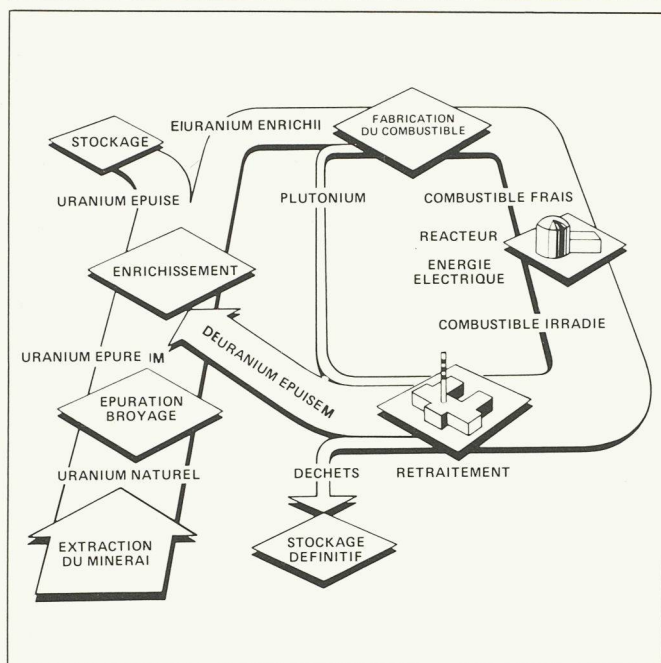 STOCKAGE
EIURANIUM ENRICHII
FABRICATION
DU COMBUSTIBLE
URANIUM EPUISE
PLUTONIUM
COMBUSTIBLE FRAIS
REACTEUR
ENERGIE
ELECTRIQUE
ENRICHISSEMENT
COMBUSTIBLE IRRADIE
URANIUM EPURE IM
DEURANIUM EPUISEM
EPURATION
BROYAGE
URANIUM NATUREL
DECHETS
RETRAITEMENT
EXTRACTION
DU MINERAI
STOCKAGE
DEFINITIF